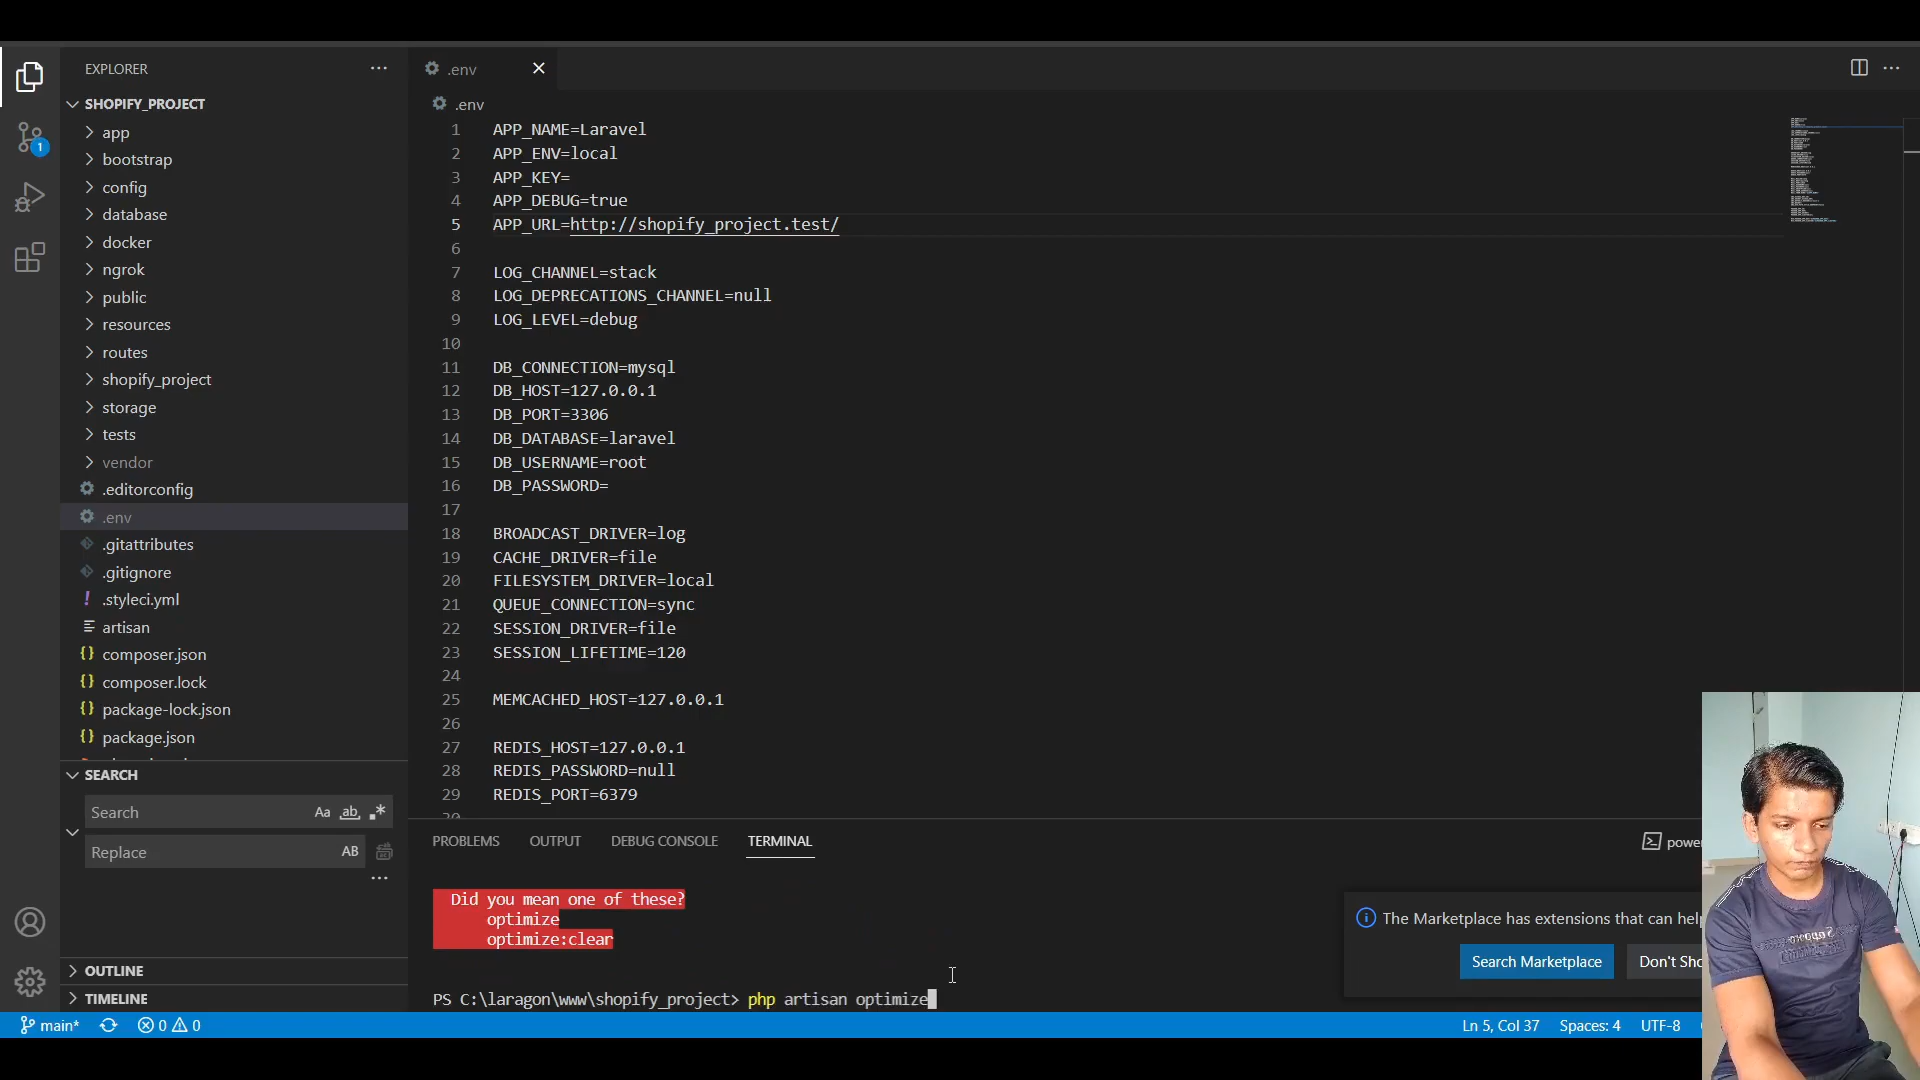 EXPLORER
SHOPIFY_PROJECT
app
bootstrap
config
database
docker
ngrok
public
resources
routes
shopify_project
storage
tests
vendor
.editorconfig
.env
.gitattributes
.gitignore
.styleci.yml
artisan
composer.json
composer.lock
package-lock.json
package.json
SEARCH
Search
Aa
ab
Replace
AB
OUTLINE
TIMELINE
1
.env
.env
1 APP_NAME=Laravel
2 APP_ENV=local
3 APP_KEY=
4 APP_DEBUG=true
5 APP_URL=http://shopify_project.test/
6
7 LOG_CHANNEL=stack
8 LOG_DEPRECATIONS_CHANNEL=null
9 LOG_LEVEL=debug
10
11 DB_CONNECTION=mysql
12 DB_HOST=127.0.0.1
13 DB_PORT=3306
14 DB_DATABASE=laravel
15 DB_USERNAME=root
16 DB_PASSWORD=
17
18 BROADCAST_DRIVER=log
19 CACHE_DRIVER=file
20 FILESYSTEM_DRIVER=local
21 QUEUE_CONNECTION=sync
22 SESSION_DRIVER=file
23 SESSION_LIFETIME=120
24
25 MEMCACHED_HOST=127.0.0.1
26
27 REDIS_HOST=127.0.0.1
28 REDIS_PASSWORD=null
29 REDIS_PORT=6379
PROBLEMS OUTPUT DEBUG CONSOLE TERMINAL
power
Did you mean one of these?
optimize
optimize:clear
PS C:\laragon\www\shopify_project> php artisan optimize
The Marketplace has extensions that can help
Search Marketplace
Don't Sho
main* 0 0
Ln 5, Col 37 Spaces: 4 UTF-8